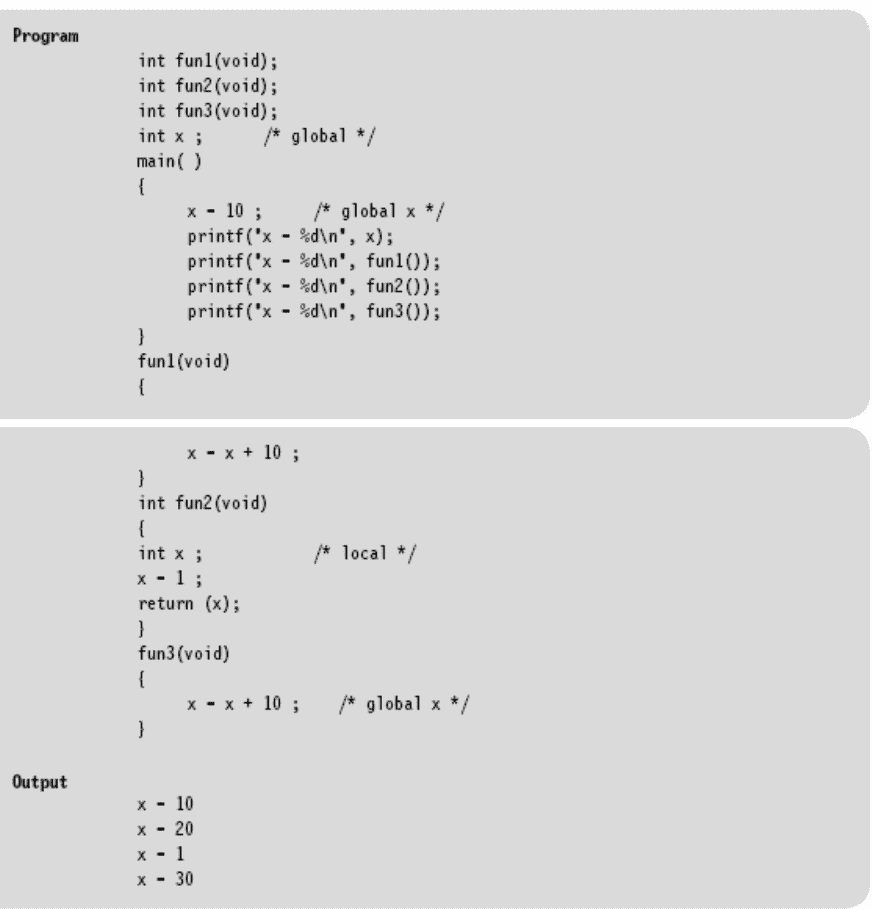 Program
int fun1(void);
int fun2(void);
int fun3(void);
int x ; /* global */
main( )
{
x - 10 ; /* global x */
printf("x - %d\n", x);
printf("x - %d\n", fun1());
printf("x - %d\n", fun2());
printf("x - %d\n", fun3());
}
fun1(void)
{
x - x + 10 ;
}
int fun2(void)
{
int x ; /* local */
x - 1 ;
return (x);
}
fun3(void)
{
x - x + 10 ; /* global x */
}
Output
x - 10
x - 20
x - 1
x - 30